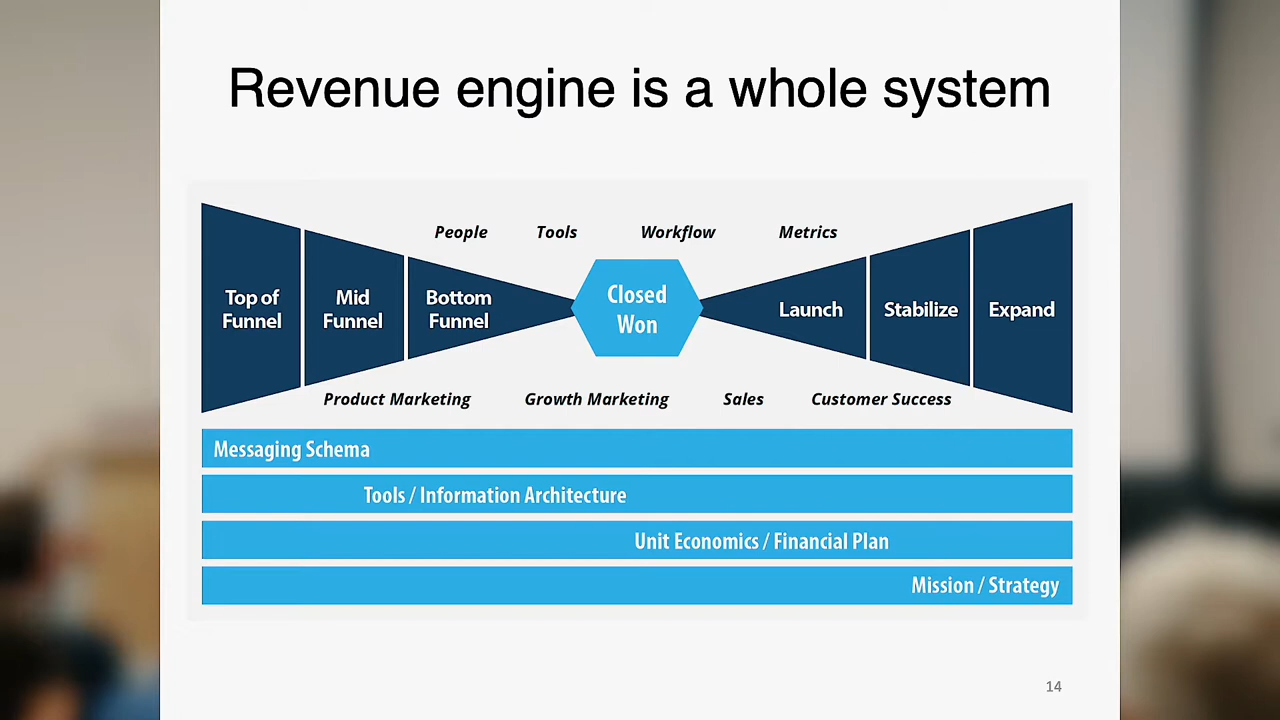 Revenue engine is a whole system
People Tools Workflow Metrics
Top of
Funnel
Mid
Funnel
Bottom
Funnel
Closed
Won
Launch
Stabilize
Expand
Product Marketing Growth Marketing Sales Customer Success
Messaging Schema
Tools / Information Architecture
Unit Economics / Financial Plan
Mission / Strategy
14